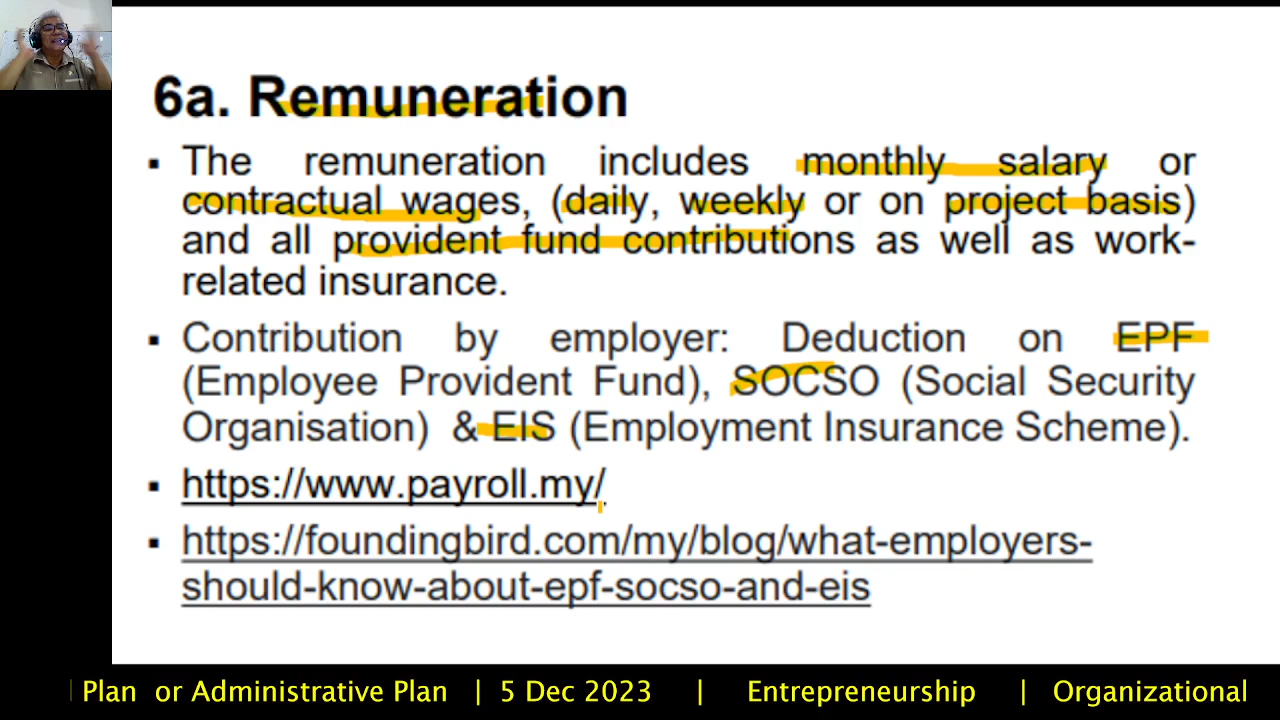 6a. Remuneration
▪ The remuneration includes monthly salary or
contractual wages, (daily, weekly or on project basis)
and all provident fund contributions as well as work-
related insurance.
▪ Contribution by employer: Deduction on EPF
(Employee Provident Fund), SOCSO (Social Security
Organisation) & EIS (Employment Insurance Scheme).
▪ https://www.payroll.my/
▪ https://foundingbird.com/my/blog/what-employers-
should-know-about-epf-socso-and-eis
| Plan or Administrative Plan | 5 Dec 2023 | Entrepreneurship | Organizational